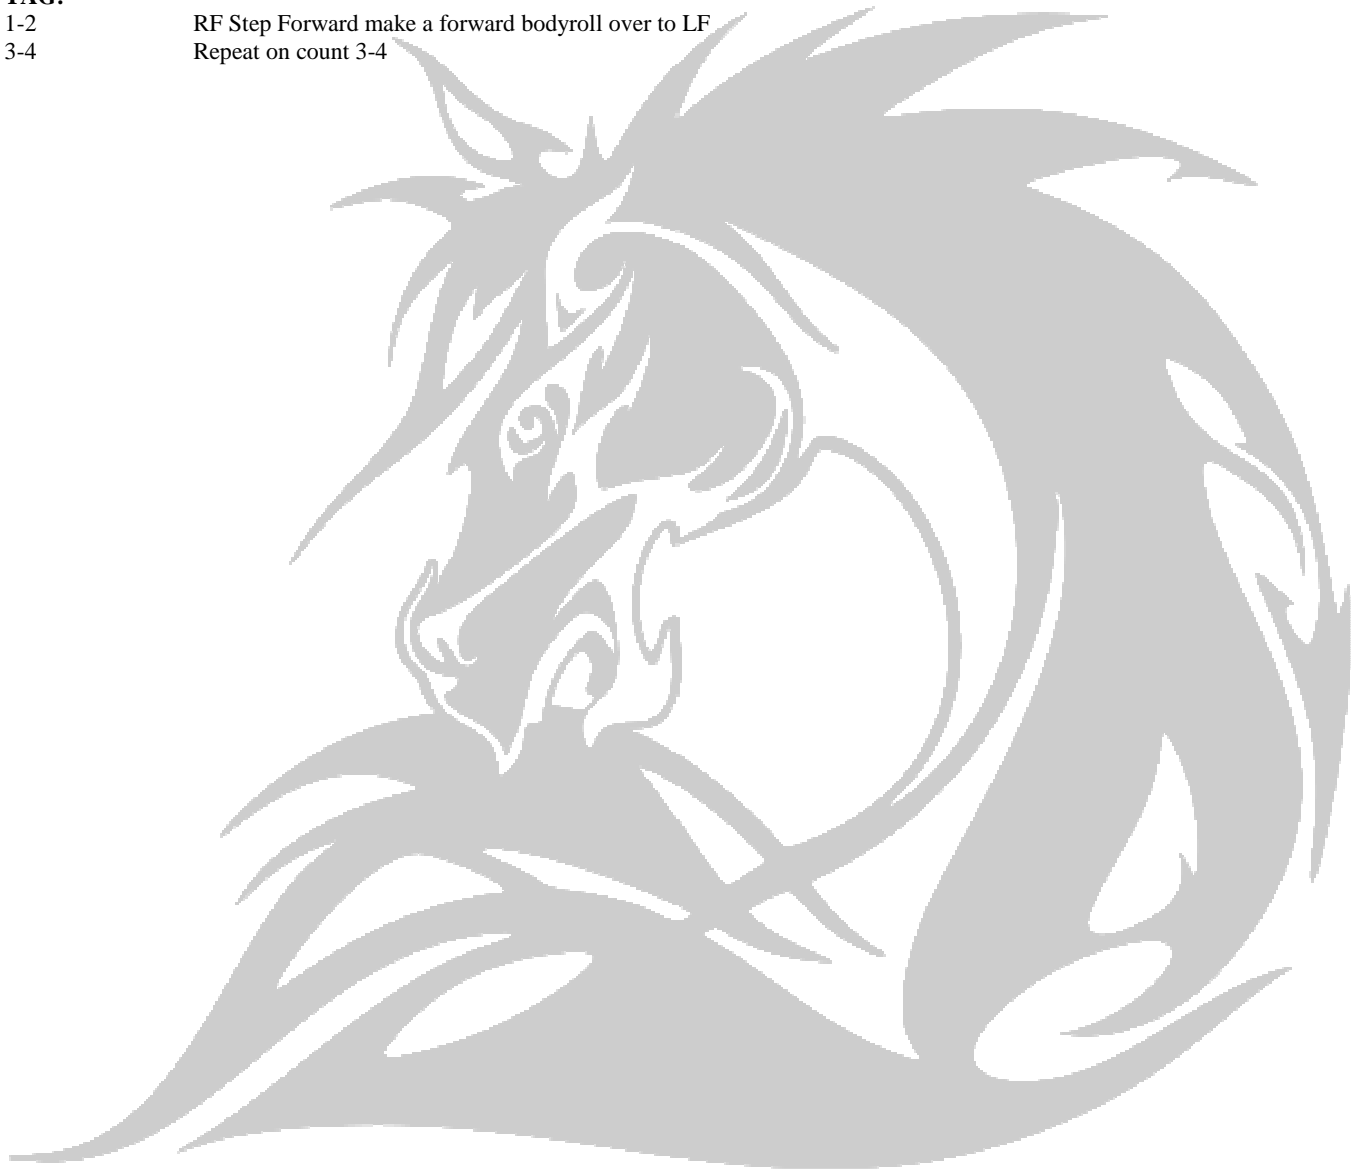 TAG:
1-2 RF Step Forward make a forward bodyroll over to LF
3-4 Repeat on count 3-4